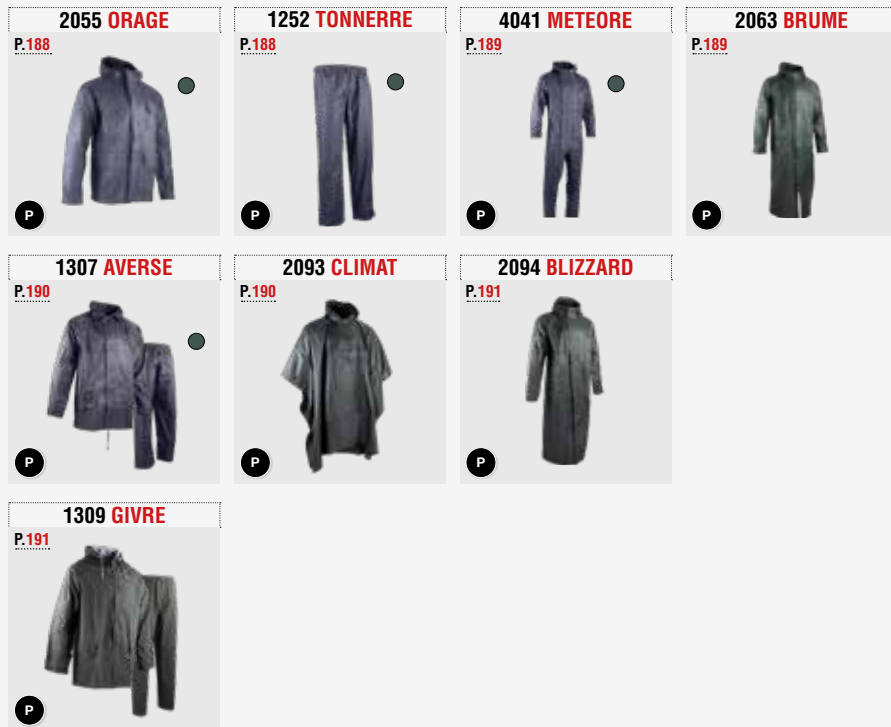 2055 ORAGE
P.188
P
1252 TONNERRE
P.188
P
4041 METEORE
P.189
P
2063 BRUME
P.189
P
1307 AVERSE
P.190
P
2093 CLIMAT
P.190
P
2094 BLIZZARD
P.191
P
1309 GIVRE
P.191
P